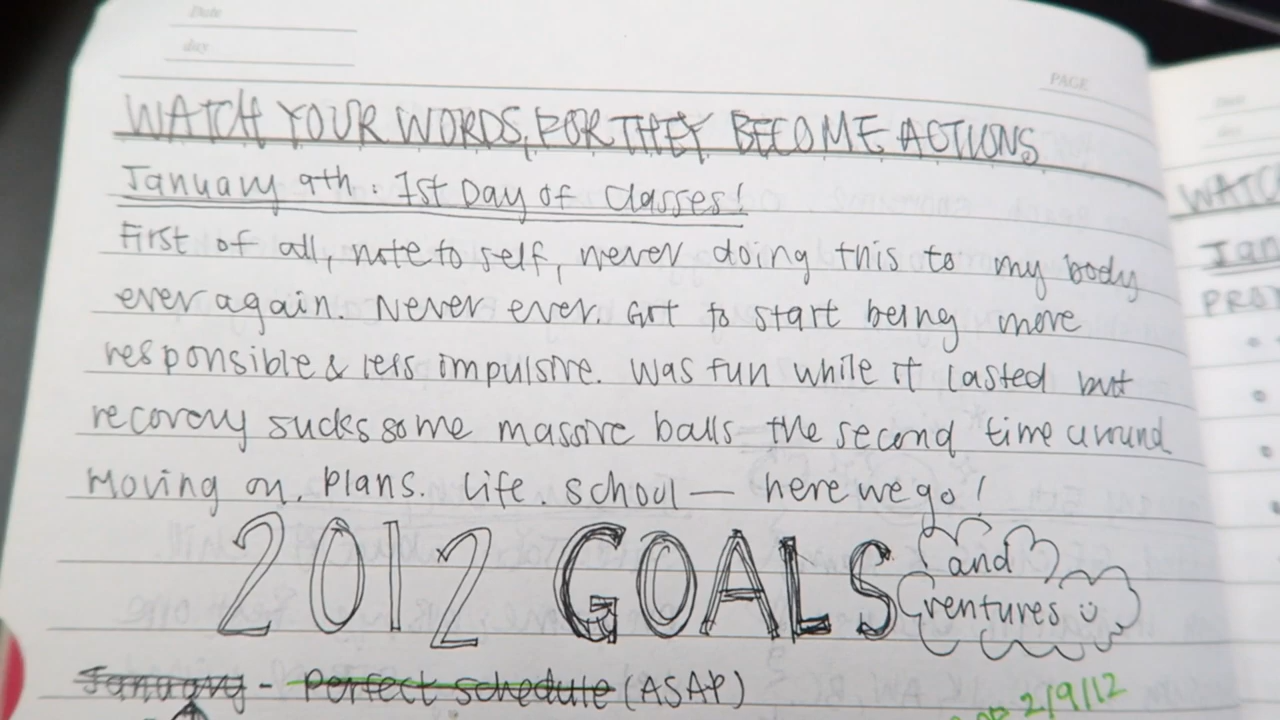 Date
day
PAGE
WATCH YOUR WORDS, FOR THEY BECOME ACTIONS
January 9th: 1st Day of Classes!
First of all, note to self, never doing this to my body
ever again. Never ever. Got to start being more
responsible & less impulsive. Was fun while it lasted but
recovery sucks some massive balls the second time around
Moving on. Plans. Life. School — here we go!
2012 GOALS and
ventures
January - Perfect schedule (ASAP)
2/9/12
Date
day
WATC
Jan
PRO